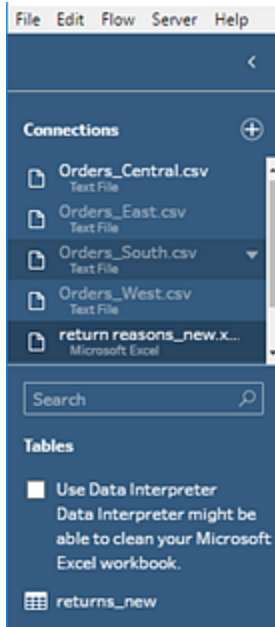 File Edit Flow Server Help
Connections
Orders_Central.csv
Text File
Orders_East.csv
Text File
Orders_South.csv
Text File
Orders_West.csv
Text File
return reasons_new.x...
Microsoft Excel
Search
Tables
Use Data Interpreter
Data Interpreter might be
able to clean your Microsoft
Excel workbook.
returns_new